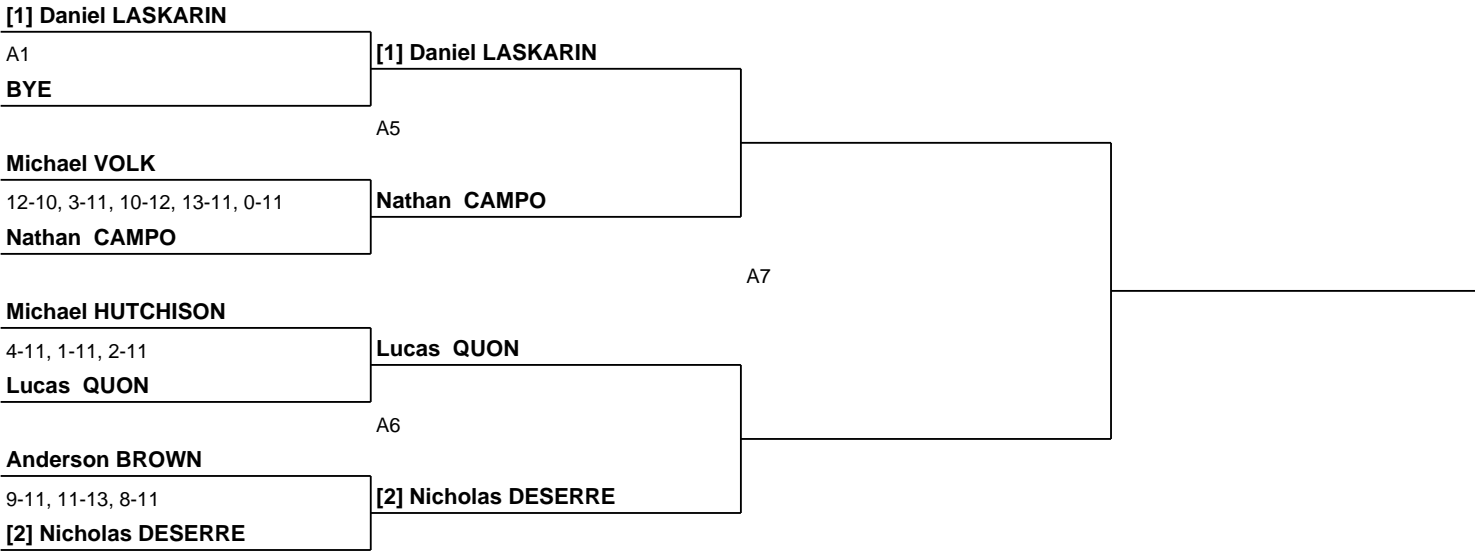 [1] Daniel LASKARIN
A1
BYE
[1] Daniel LASKARIN
A5
Michael VOLK
12-10, 3-11, 10-12, 13-11, 0-11
Nathan CAMPO
Nathan CAMPO
A7
Michael HUTCHISON
4-11, 1-11, 2-11
Lucas QUON
Lucas QUON
A6
Anderson BROWN
9-11, 11-13, 8-11
[2] Nicholas DESERRE
[2] Nicholas DESERRE